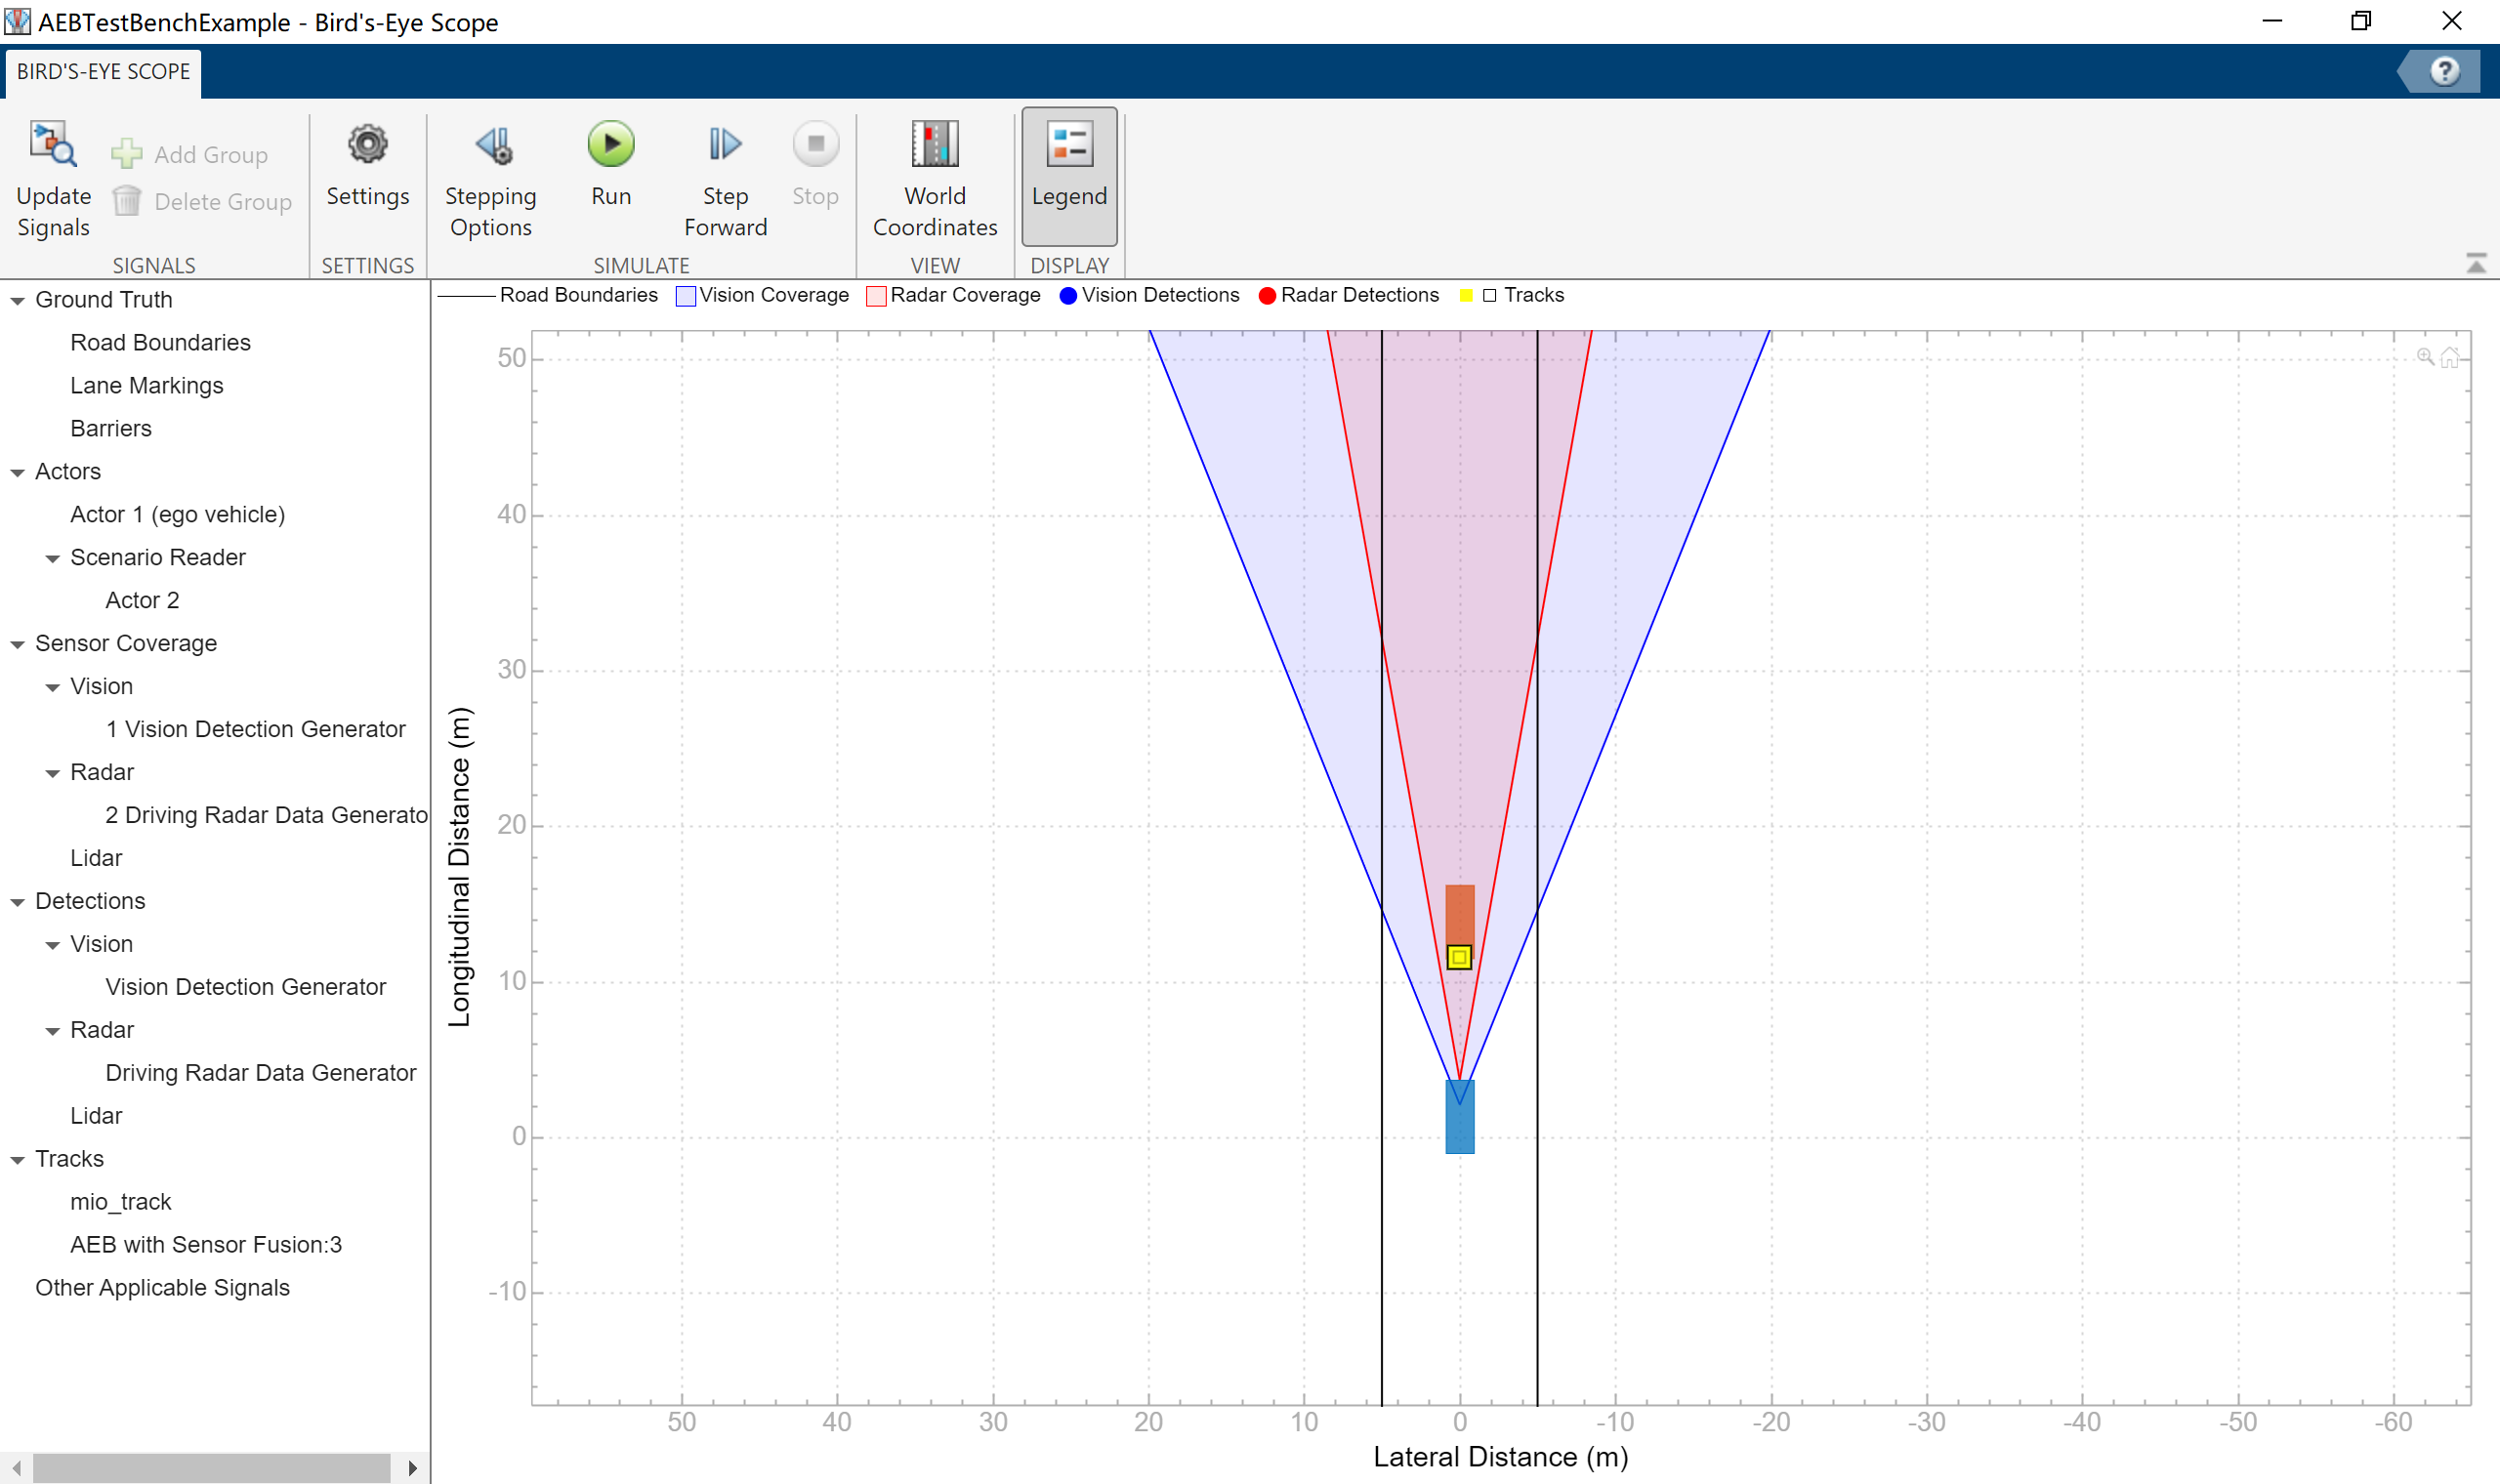 AEBTestBenchExample - Bird's-Eye Scope
BIRD'S-EYE SCOPE
?
Update Signals
Add Group
Delete Group
SIGNALS
Settings
SETTINGS
Stepping Options
Run
Step Forward
Stop
SIMULATE
World Coordinates
VIEW
Legend
DISPLAY
Ground Truth
Road Boundaries
Lane Markings
Barriers
Actors
Actor 1 (ego vehicle)
Scenario Reader
Actor 2
Sensor Coverage
Vision
1 Vision Detection Generator
Radar
2 Driving Radar Data Generato
Lidar
Detections
Vision
Vision Detection Generator
Radar
Driving Radar Data Generator
Lidar
Tracks
mio_track
AEB with Sensor Fusion:3
Other Applicable Signals
Road Boundaries Vision Coverage Radar Coverage Vision Detections Radar Detections Tracks
Longitudinal Distance (m)
50
40
30
20
10
0
-10
50 40 30 20 10 0 -10 -20 -30 -40 -50 -60
Lateral Distance (m)